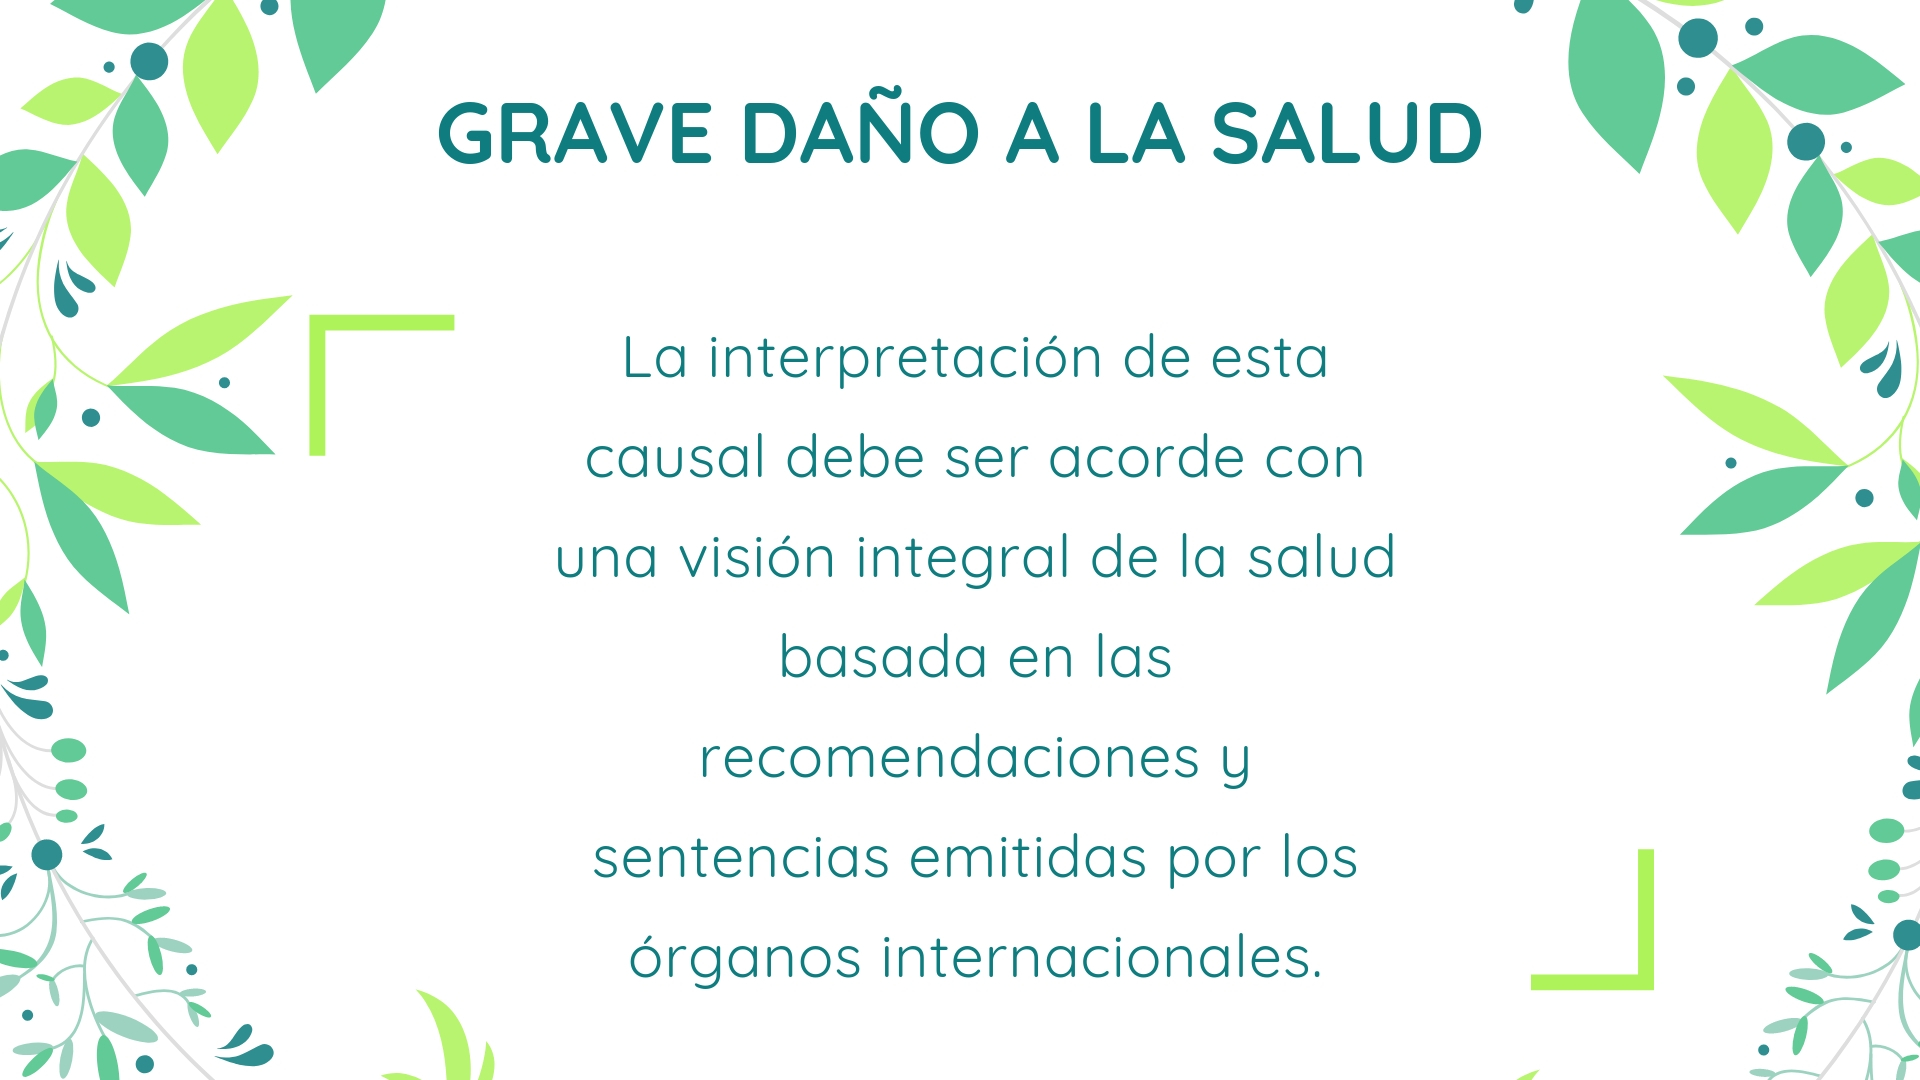 GRAVE DAÑO A LA SALUD
La interpretación de esta
causal debe ser acorde con
una visión integral de la salud
basada en las
recomendaciones y
sentencias emitidas por los
órganos internacionales.